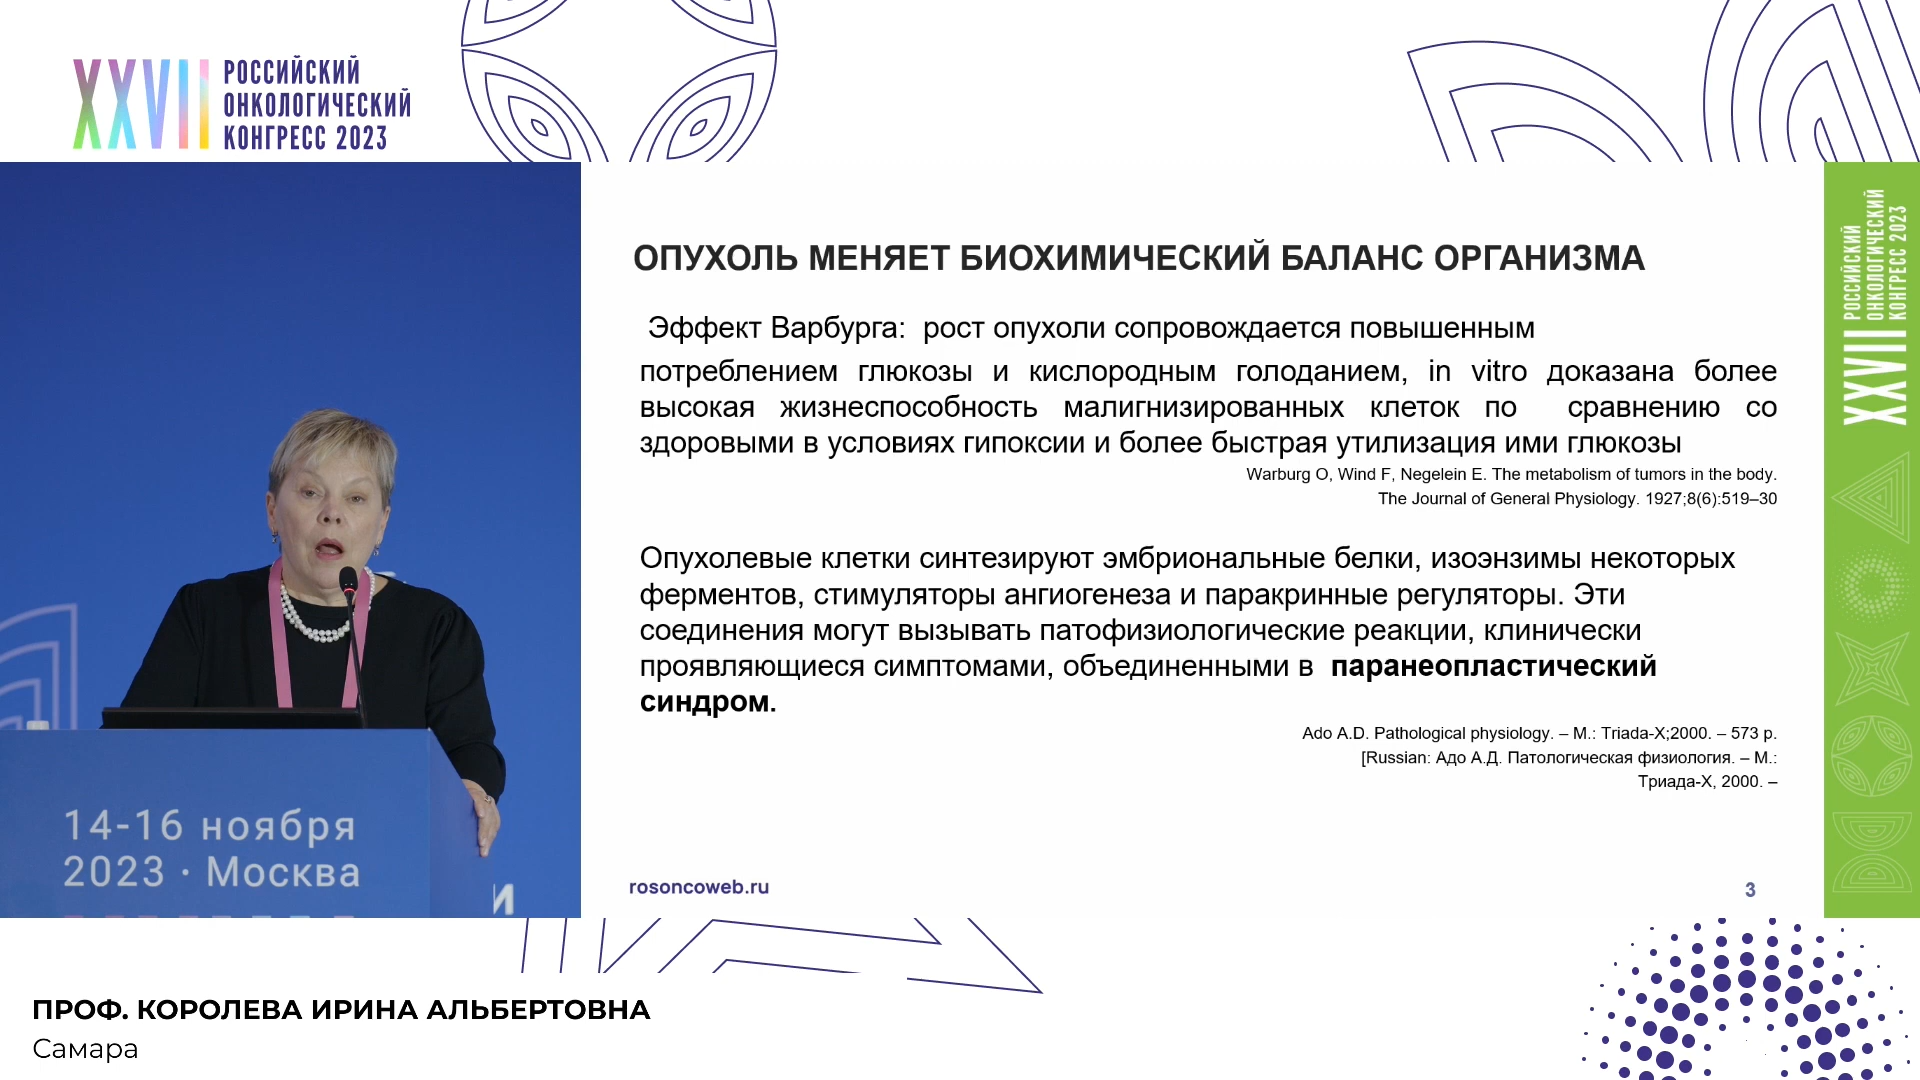 XXVII
РОССИЙСКИЙ
ОНКОЛОГИЧЕСКИЙ
КОНГРЕСС 2023
ОПУХОЛЬ МЕНЯЕТ БИОХИМИЧЕСКИЙ БАЛАНС ОРГАНИЗМА
Эффект Варбурга: рост опухоли сопровождается повышенным
потреблением глюкозы и кислородным голоданием, in vitro доказана более
высокая жизнеспособность малигнизированных клеток по сравнению со
здоровыми в условиях гипоксии и более быстрая утилизация ими глюкозы
Warburg O, Wind F, Negelein E. The metabolism of tumors in the body.
The Journal of General Physiology. 1927;8(6):519–30
Опухолевые клетки синтезируют эмбриональные белки, изоэнзимы некоторых
ферментов, стимуляторы ангиогенеза и паракринные регуляторы. Эти
соединения могут вызывать патофизиологические реакции, клинически
проявляющиеся симптомами, объединенными в паранеопластический
синдром.
Ado A.D. Pathological physiology. – M.: Triada-X;2000. – 573 p.
[Russian: Адо А.Д. Патологическая физиология. – М.:
Триада-Х, 2000. –
rosoncoweb.ru
3
XXVII
РОССИЙСКИЙ
ОНКОЛОГИЧЕСКИЙ
КОНГРЕСС 2023
14-16 ноября
2023 · Москва
И
ПРОФ. КОРОЛЕВА ИРИНА АЛЬБЕРТОВНА
Самара